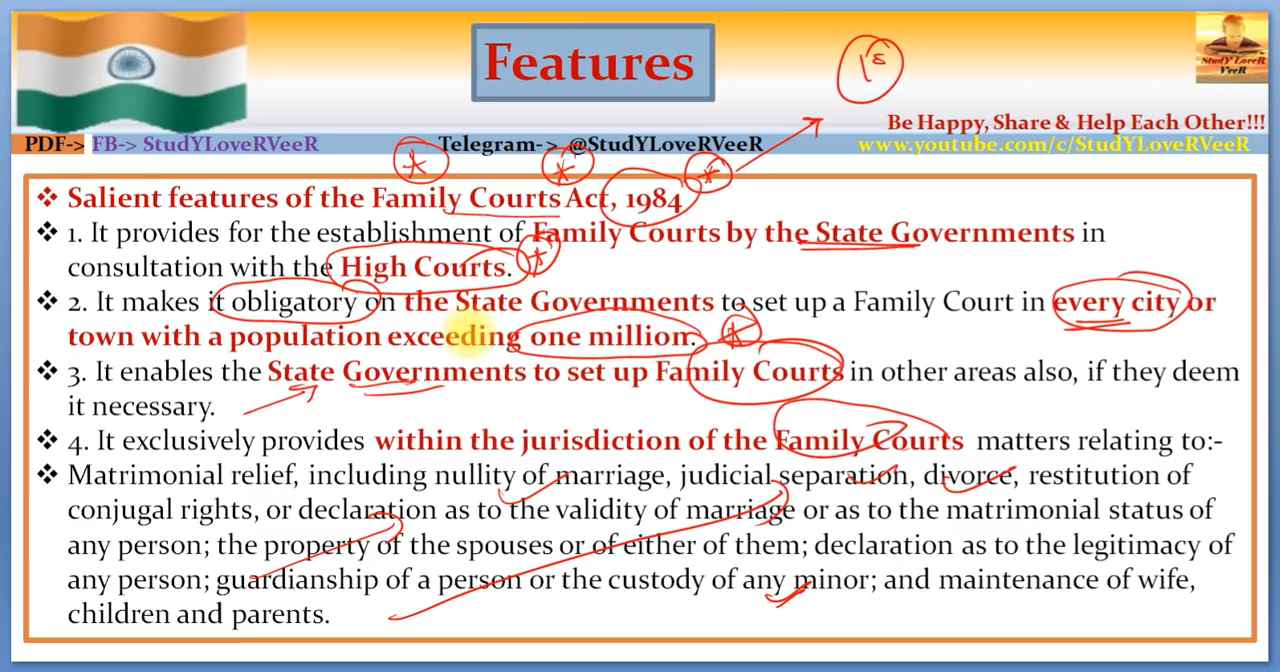 Features
StudY LoveR
VeeR
Be Happy, Share & Help Each Other!!!
PDF-> FB-> StudYLoveRVeeR Telegram-> @StudYLoveRVeeR www.youtube.com/c/StudYLoveRVeeR
❖ Salient features of the Family Courts Act, 1984
❖ 1. It provides for the establishment of Family Courts by the State Governments in
consultation with the High Courts.
❖ 2. It makes it obligatory on the State Governments to set up a Family Court in every city or
town with a population exceeding one million.
❖ 3. It enables the State Governments to set up Family Courts in other areas also, if they deem
it necessary.
❖ 4. It exclusively provides within the jurisdiction of the Family Courts matters relating to:-
❖ Matrimonial relief, including nullity of marriage, judicial separation, divorce, restitution of
conjugal rights, or declaration as to the validity of marriage or as to the matrimonial status of
any person; the property of the spouses or of either of them; declaration as to the legitimacy of
any person; guardianship of a person or the custody of any minor; and maintenance of wife,
children and parents.